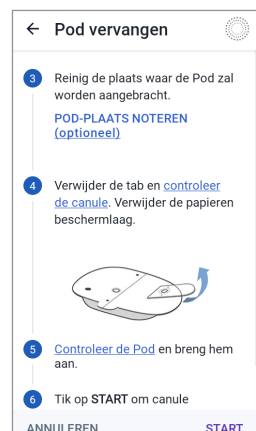 Pod vervangen
3 Reinig de plaats waar de Pod zal
worden aangebracht.
POD-PLAATS NOTEREN
(optioneel)
4 Verwijder de tab en controleer
de canule. Verwijder de papieren
beschermlaag.
5 Controleer de Pod en breng hem
aan.
6 Tik op START om canule
ANNULEREN START